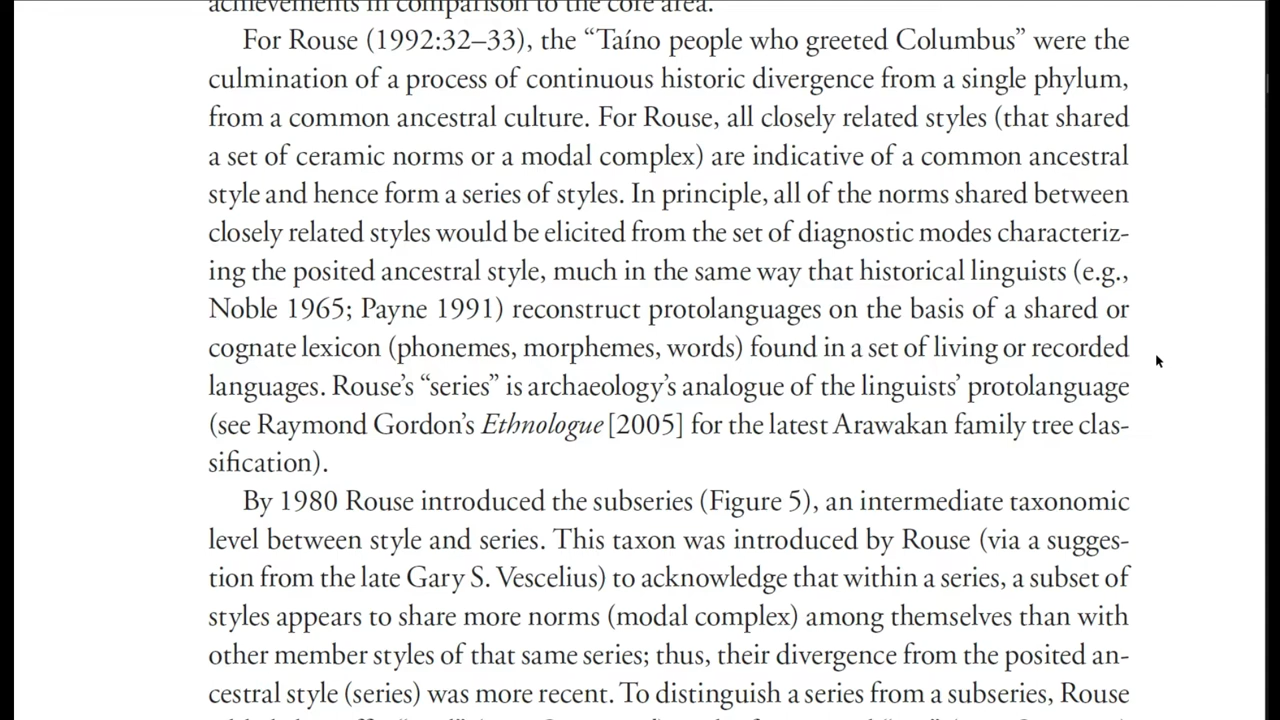 achievements in comparison to the core area.
For Rouse (1992:32–33), the “Taíno people who greeted Columbus” were the
culmination of a process of continuous historic divergence from a single phylum,
from a common ancestral culture. For Rouse, all closely related styles (that shared
a set of ceramic norms or a modal complex) are indicative of a common ancestral
style and hence form a series of styles. In principle, all of the norms shared between
closely related styles would be elicited from the set of diagnostic modes characteriz-
ing the posited ancestral style, much in the same way that historical linguists (e.g.,
Noble 1965; Payne 1991) reconstruct protolanguages on the basis of a shared or
cognate lexicon (phonemes, morphemes, words) found in a set of living or recorded
languages. Rouse’s “series” is archaeology’s analogue of the linguists’ protolanguage
(see Raymond Gordon’s Ethnologue [2005] for the latest Arawakan family tree clas-
sification).
By 1980 Rouse introduced the subseries (Figure 5), an intermediate taxonomic
level between style and series. This taxon was introduced by Rouse (via a sugges-
tion from the late Gary S. Vescelius) to acknowledge that within a series, a subset of
styles appears to share more norms (modal complex) among themselves than with
other member styles of that same series; thus, their divergence from the posited an-
cestral style (series) was more recent. To distinguish a series from a subseries, Rouse